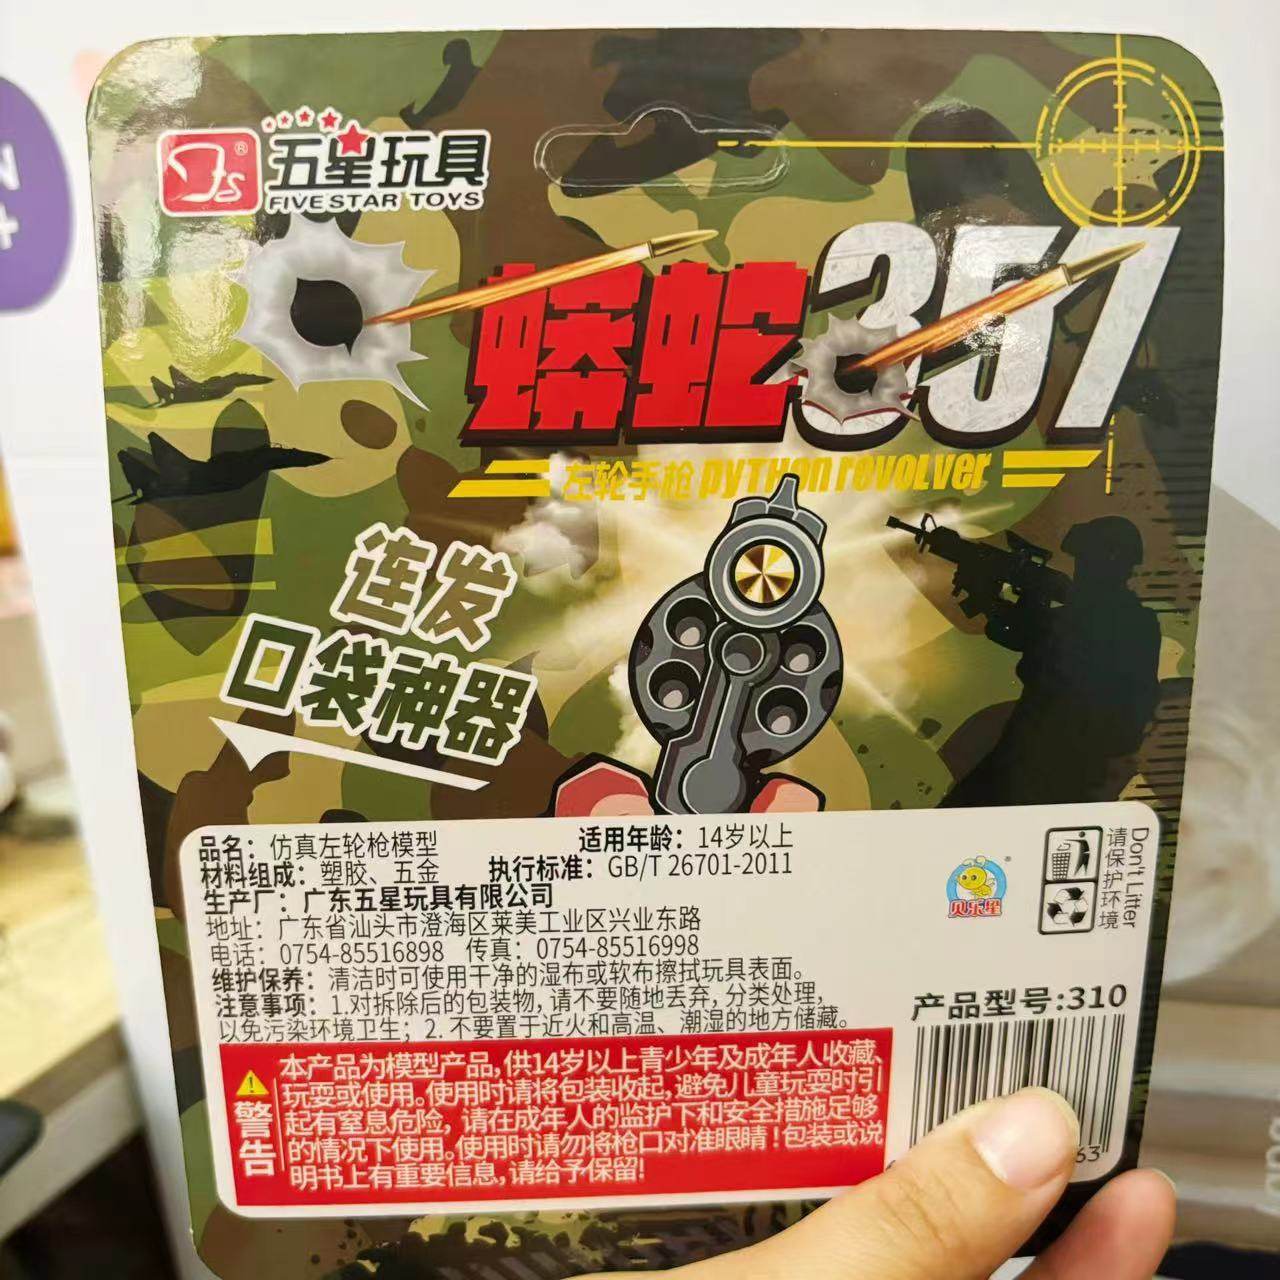 五星玩具
FIVE STAR TOYS
蟒蛇357
左轮手枪 PYTHON revolver
连发
口袋神器
品名：仿真左轮枪模型
适用年龄：14岁以上
材料组成：塑胶、五金
执行标准：GB/T 26701-2011
生产厂：广东五星玩具有限公司
地址：广东省汕头市澄海区莱美工业区兴业东路
电话：0754-85516898 传真：0754-85516998
维护保养：清洁时可使用干净的湿布或软布擦拭玩具表面。
注意事项：1.对拆除后的包装物，请不要随地丢弃，分类处理，
以免污染环境卫生；2.不要置于近火和高温、潮湿的地方储藏。
贝乐星
请保护环境
Don't Litter
产品型号:310
63
警告
本产品为模型产品，供14岁以上青少年及成年人收藏、
玩耍或使用。使用时请将包装收起，避免儿童玩耍时引
起有窒息危险，请在成年人的监护下和安全措施足够
的情况下使用。使用时请勿将枪口对准眼睛！包装或说
明书上有重要信息，请给予保留！